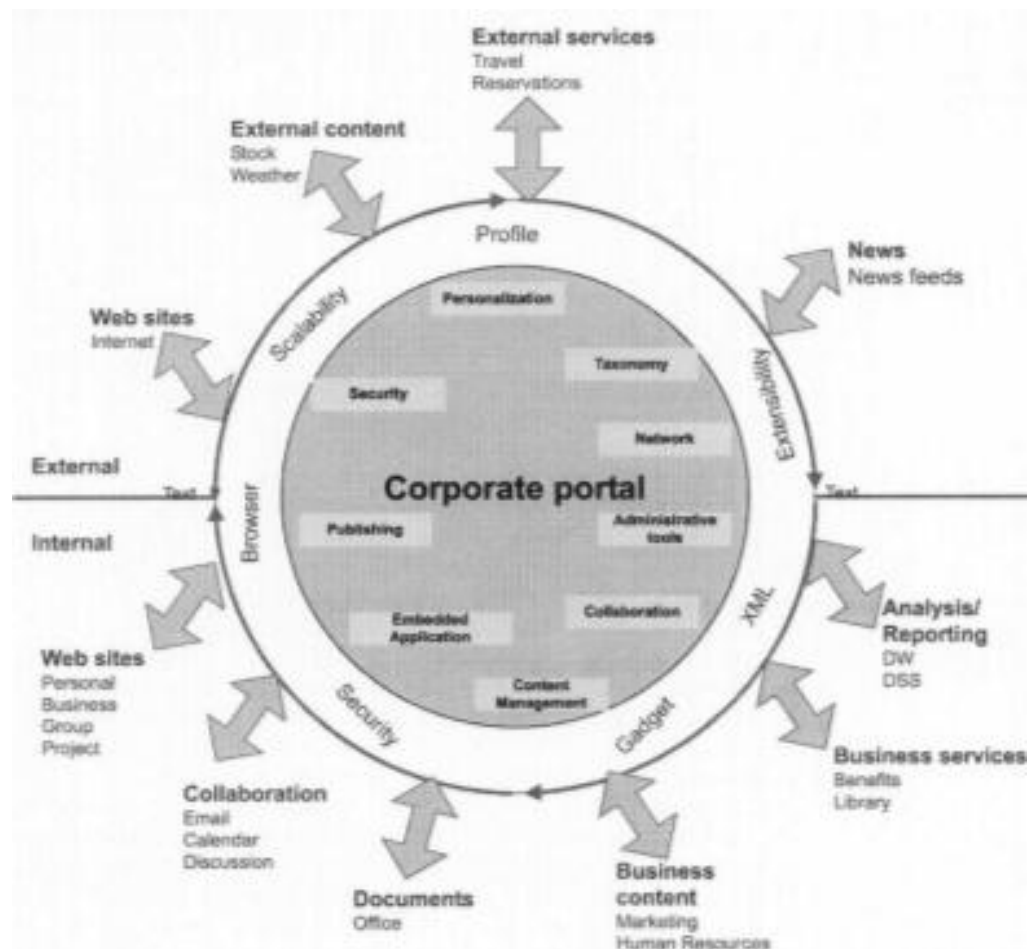 External services
Travel
Reservations
External content
Stock
Weather
Profile
News
News feeds
Personalization
Scalability
Web sites
Internet
Taxonomy
Security
Extensibility
Network
External
Text
Corporate portal
Text
Internal
Browser
Publishing
Administrative
tools
XML
Analysis/
Reporting
DW
DSS
Embedded
Application
Collaboration
Web sites
Personal
Business
Group
Project
Security
Content
Management
Gadget
Business services
Benefits
Library
Collaboration
Email
Calendar
Discussion
Documents
Office
Business
content
Marketing
Human Resources